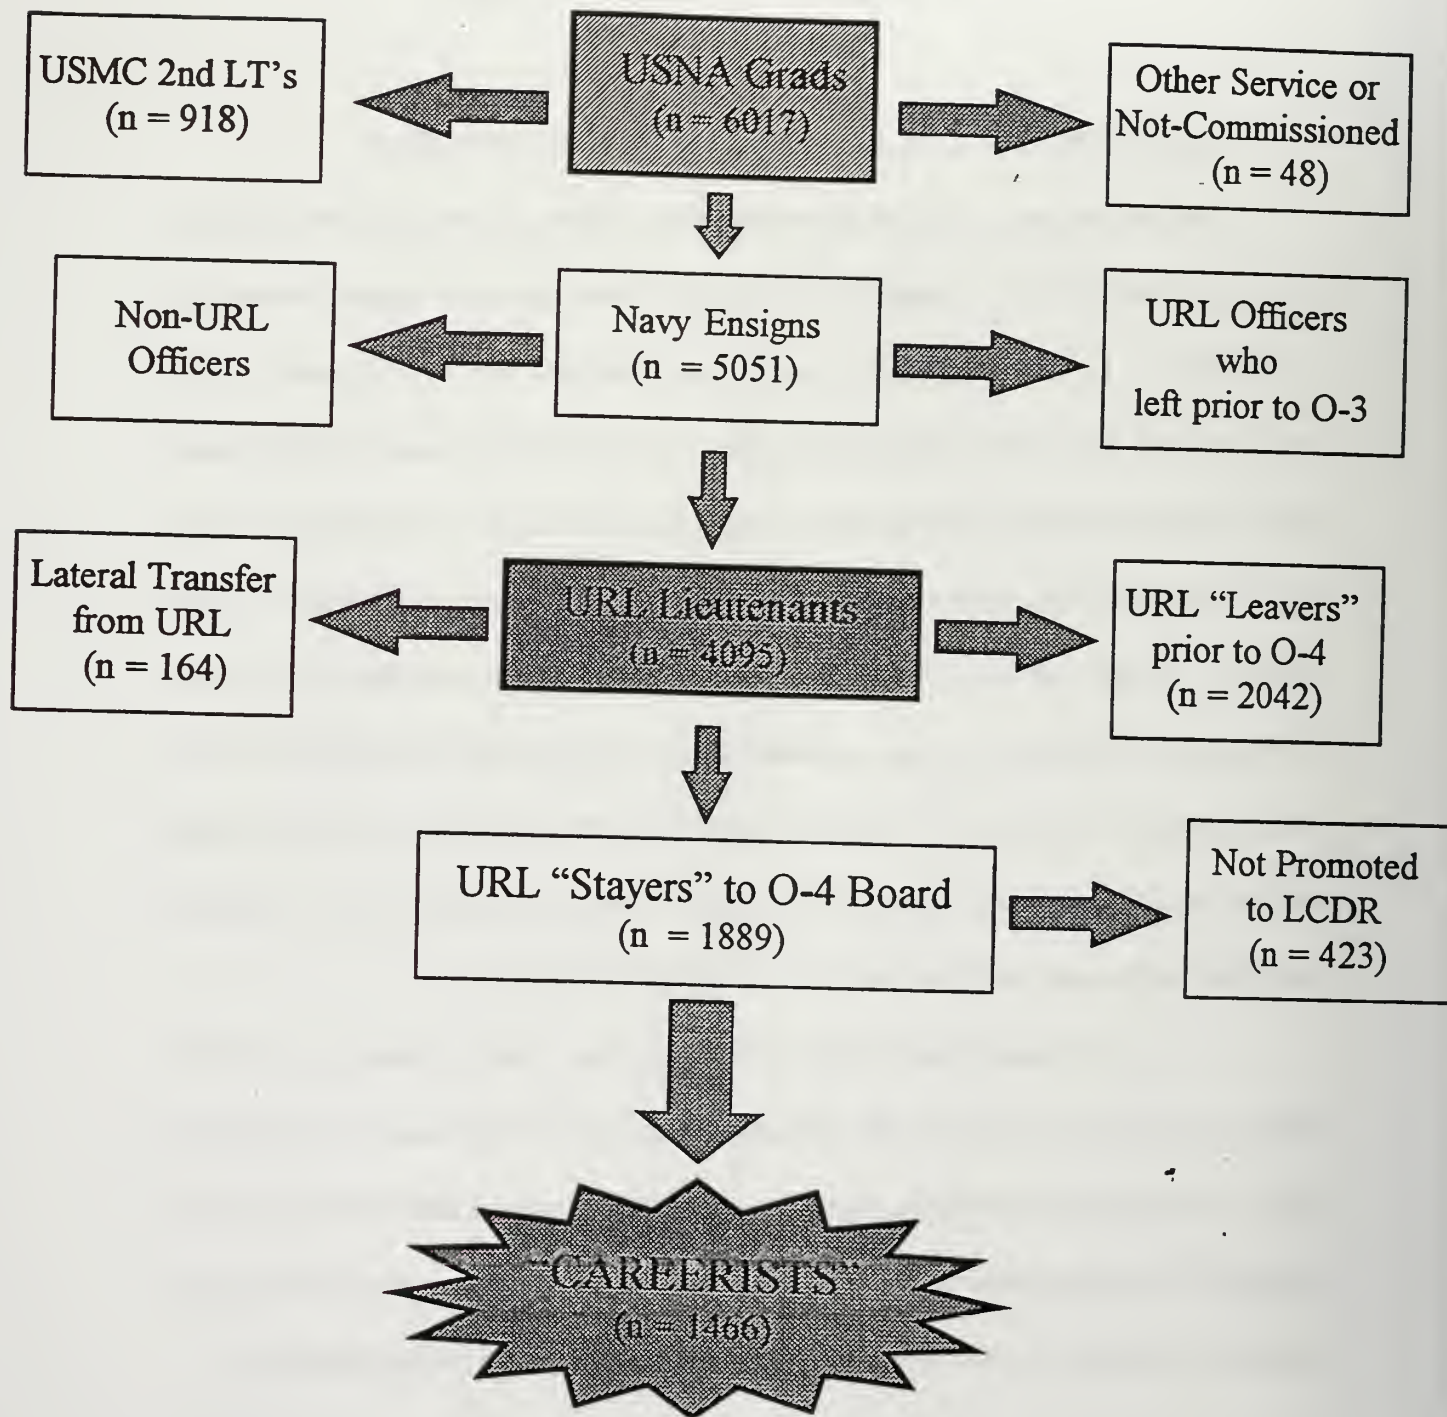 USMC 2nd LT's
(n = 918)
USNA Grads
(n = 6017)
Other Service or
Not-Commissioned
(n = 48)
Non-URL
Officers
Navy Ensigns
(n = 5051)
URL Officers
who
left prior to O-3
Lateral Transfer
from URL
(n = 164)
URL Lieutenants
(n = 4095)
URL “Leavers”
prior to O-4
(n = 2042)
URL “Stayers” to O-4 Board
(n = 1889)
Not Promoted
to LCDR
(n = 423)
“CAREERISTS”
(n = 1466)